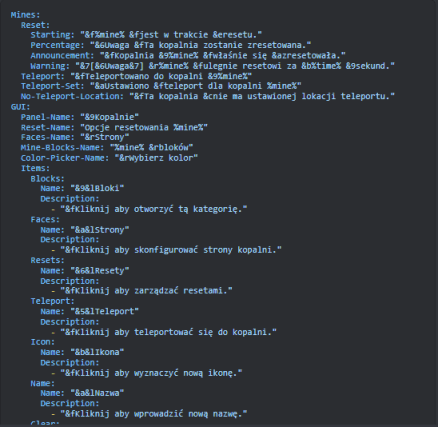 Mines:
  Reset:
    Starting: "&f%mine% &fjest w trakcie &eresetu."
    Percentage: "&6Uwaga &fTa kopalnia zostanie zresetowana."
    Announcement: "&fKopalnia &9%mine% &fwłaśnie się &azresetowała."
    Warning: "&7[&6Uwaga&7] &r%mine% &fulegnie resetowi za &b%time% &9sekund."
  Teleport: "&fTeleportowano do kopalni &9%mine%"
  Teleport-Set: "&aUstawiono &fteleport dla kopalni %mine%"
  No-Teleport-Location: "&fTa kopalnia &cnie ma ustawionej lokacji teleportu."
GUI:
  Panel-Name: "&9Kopalnie"
  Reset-Name: "Opcje resetowania %mine%"
  Faces-Name: "&rStrony"
  Mine-Blocks-Name: "%mine% &rbloków"
  Color-Picker-Name: "&rWybierz kolor"
  Items:
    Blocks:
      Name: "&9&lBloki"
      Description:
        - "&fKliknij aby otworzyć tą kategorię."
    Faces:
      Name: "&a&lStrony"
      Description:
        - "&fKliknij aby skonfigurować strony kopalni."
    Resets:
      Name: "&6&lResety"
      Description:
        - "&fKliknij aby zarządzać resetami."
    Teleport:
      Name: "&5&lTeleport"
      Description:
        - "&fKliknij aby teleportować się do kopalni."
    Icon:
      Name: "&b&lIkona"
      Description:
        - "&fKliknij aby wyznaczyć nową ikonę."
    Name:
      Name: "&a&lNazwa"
      Description:
        - "&fKliknij aby wprowadzić nową nazwę."
    Clear: